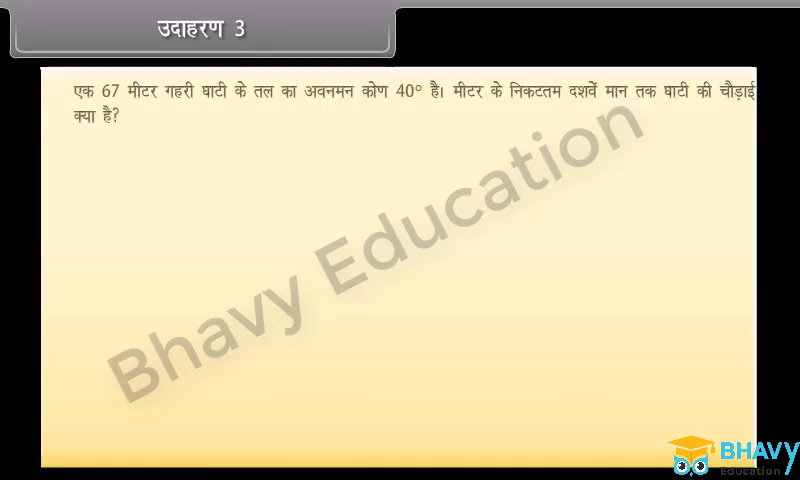 उदाहरण 3
एक 67 मीटर गहरी घाटी के तल का अवनमन कोण 40° है। मीटर के निकटतम दशवें मान तक घाटी की चौड़ाई
क्या है?
Bhavy Education
BHAVY
Education